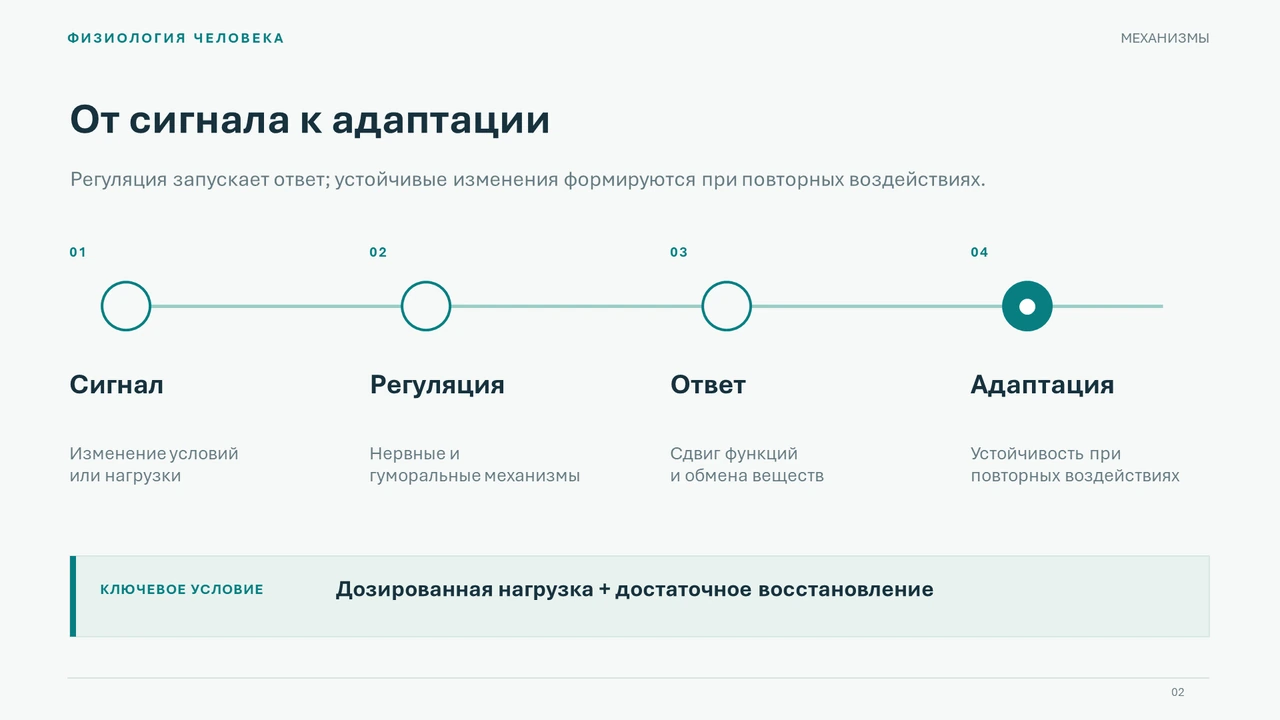 ФИЗИОЛОГИЯ ЧЕЛОВЕКА
МЕХАНИЗМЫ
От сигнала к адаптации
Регуляция запускает ответ; устойчивые изменения формируются при повторных воздействиях.
01
02
03
04
Сигнал
Регуляция
Ответ
Адаптация
Изменение условий
или нагрузки
Нервные и
гуморальные механизмы
Сдвиг функций
и обмена веществ
Устойчивость при
повторных воздействиях
КЛЮЧЕВОЕ УСЛОВИЕ
Дозированная нагрузка + достаточное восстановление
02